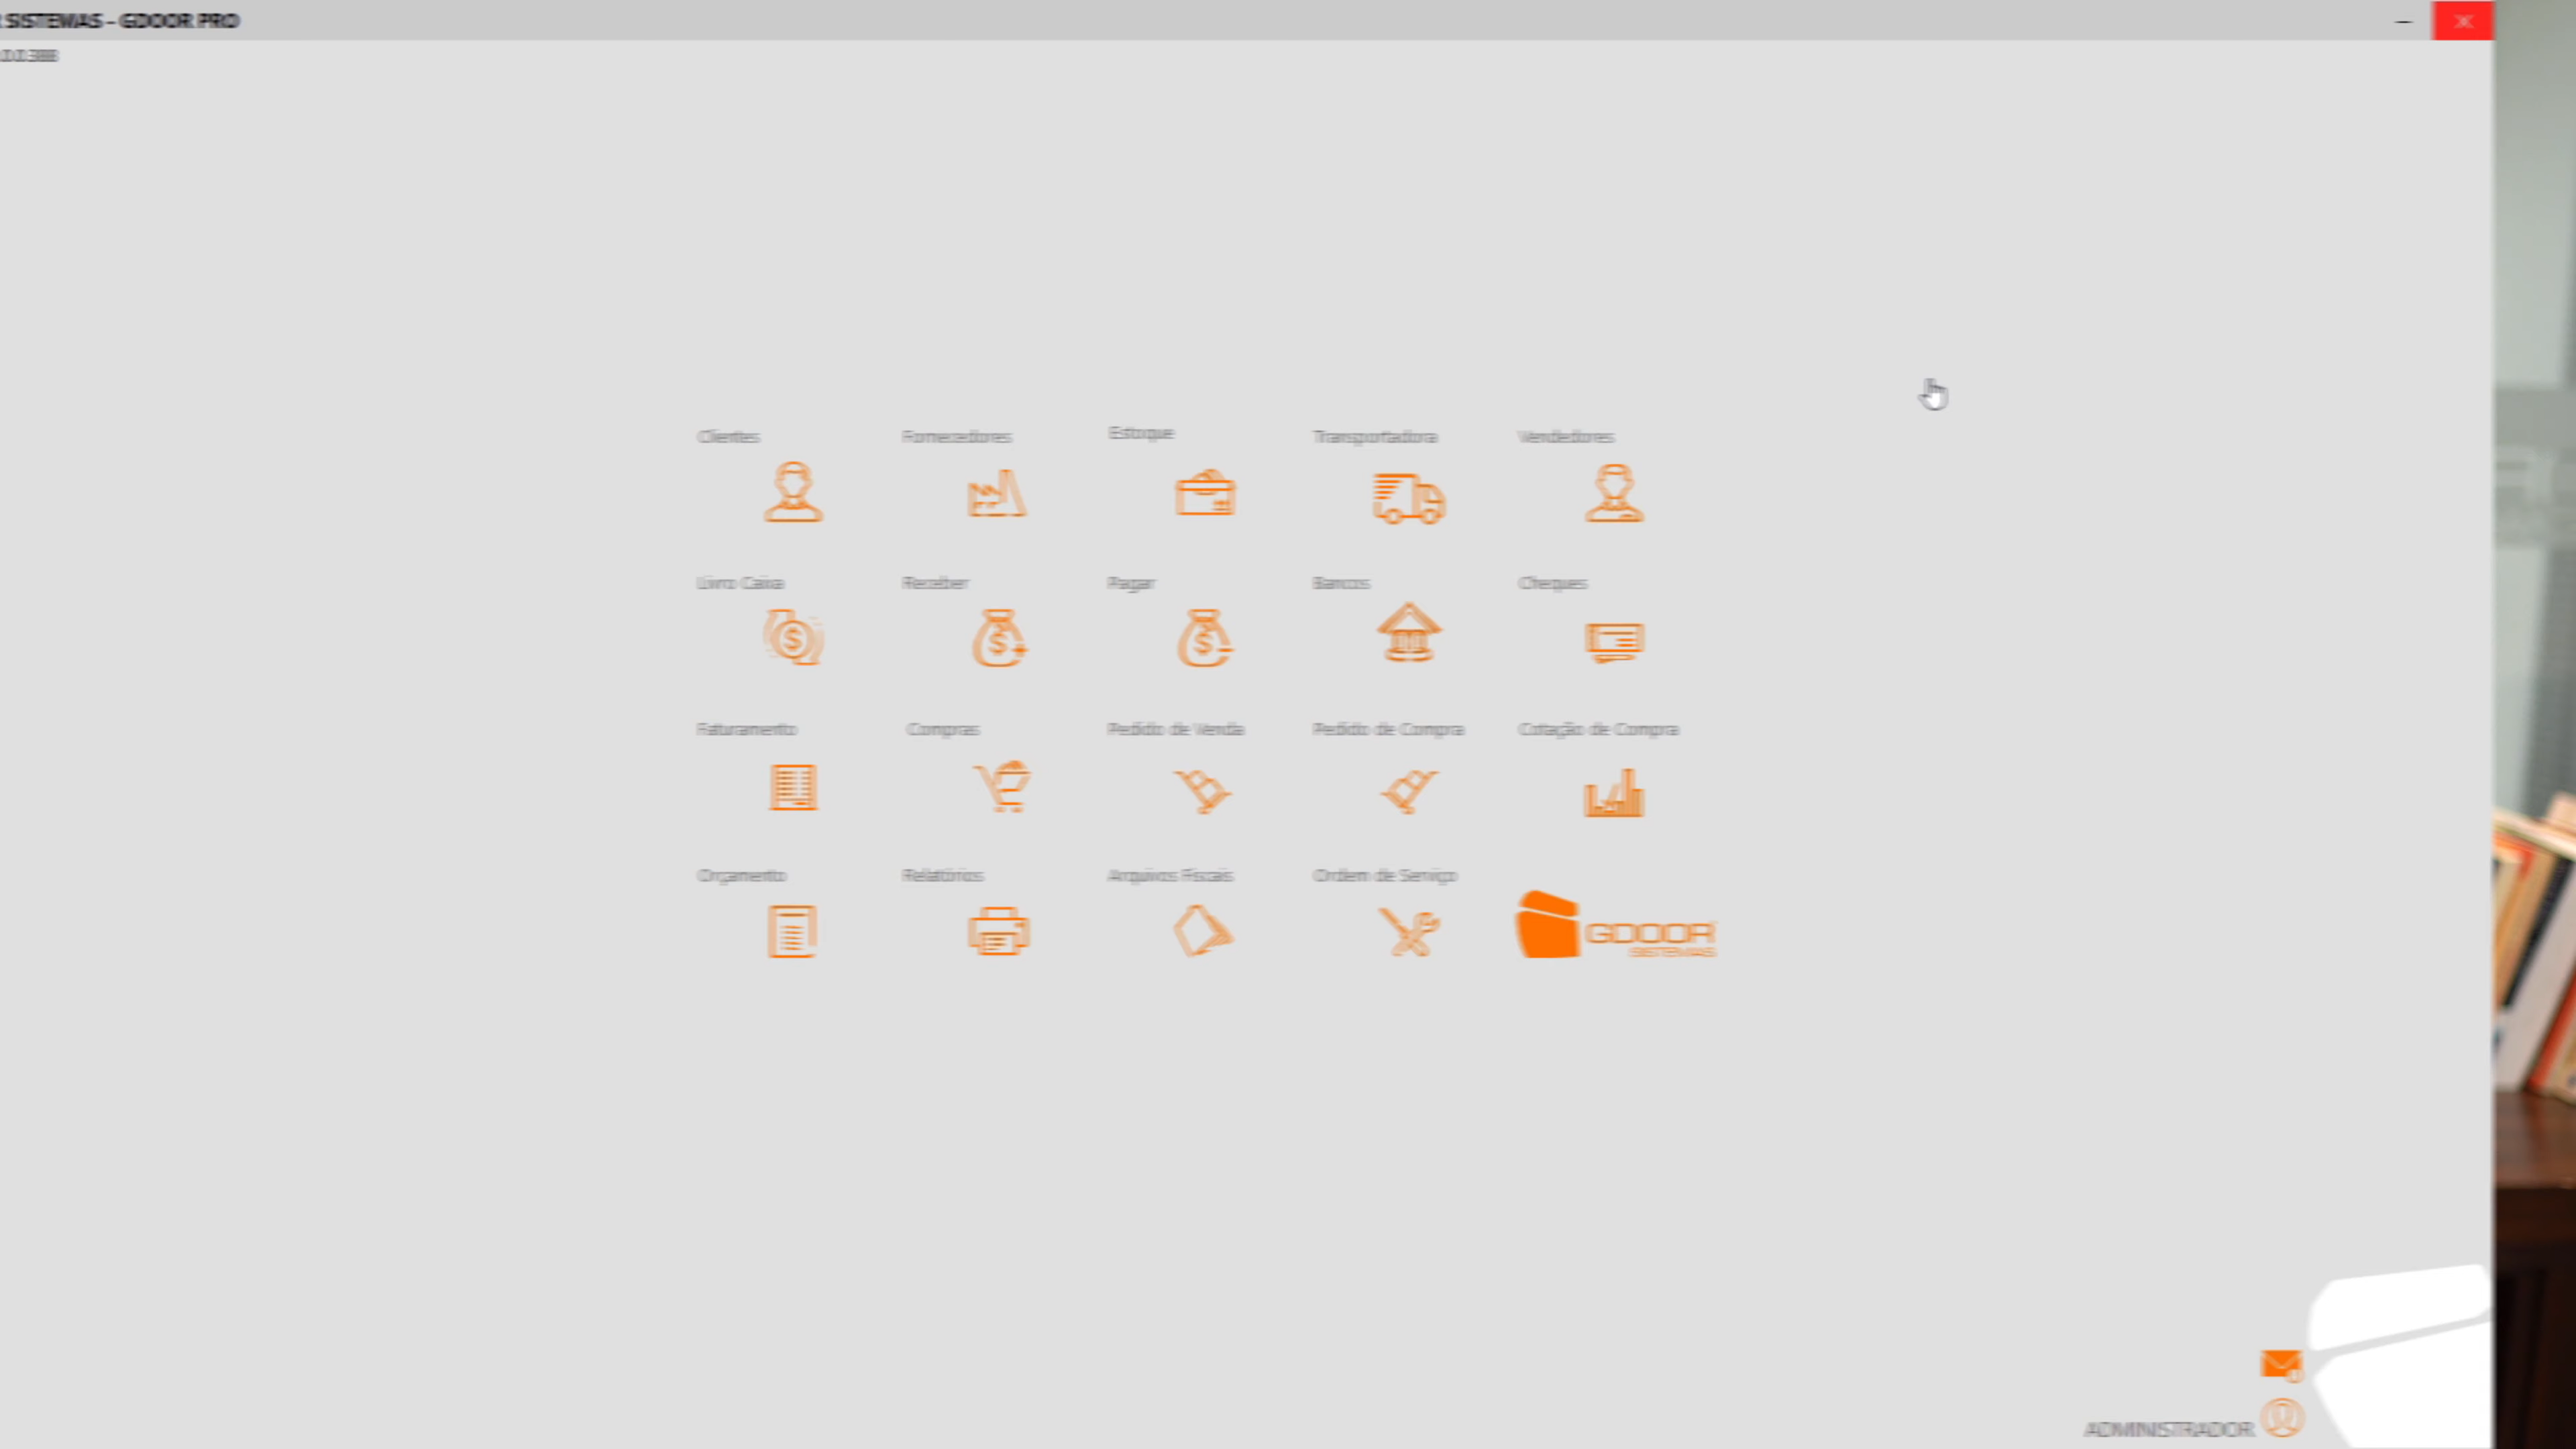 SISTEMAS - GDOOR PRO
Clientes Fornecedores Estoque Transportadora Vendedores
Livro Caixa Receber Pagar Bancos Cheques
Faturamento Compras Pedido de Venda Pedido de Compra Cotação de Compra
Orçamento Relatórios Arquivos Fiscais Ordem de Serviço
GDOOR
SISTEMAS
ADMINISTRADOR